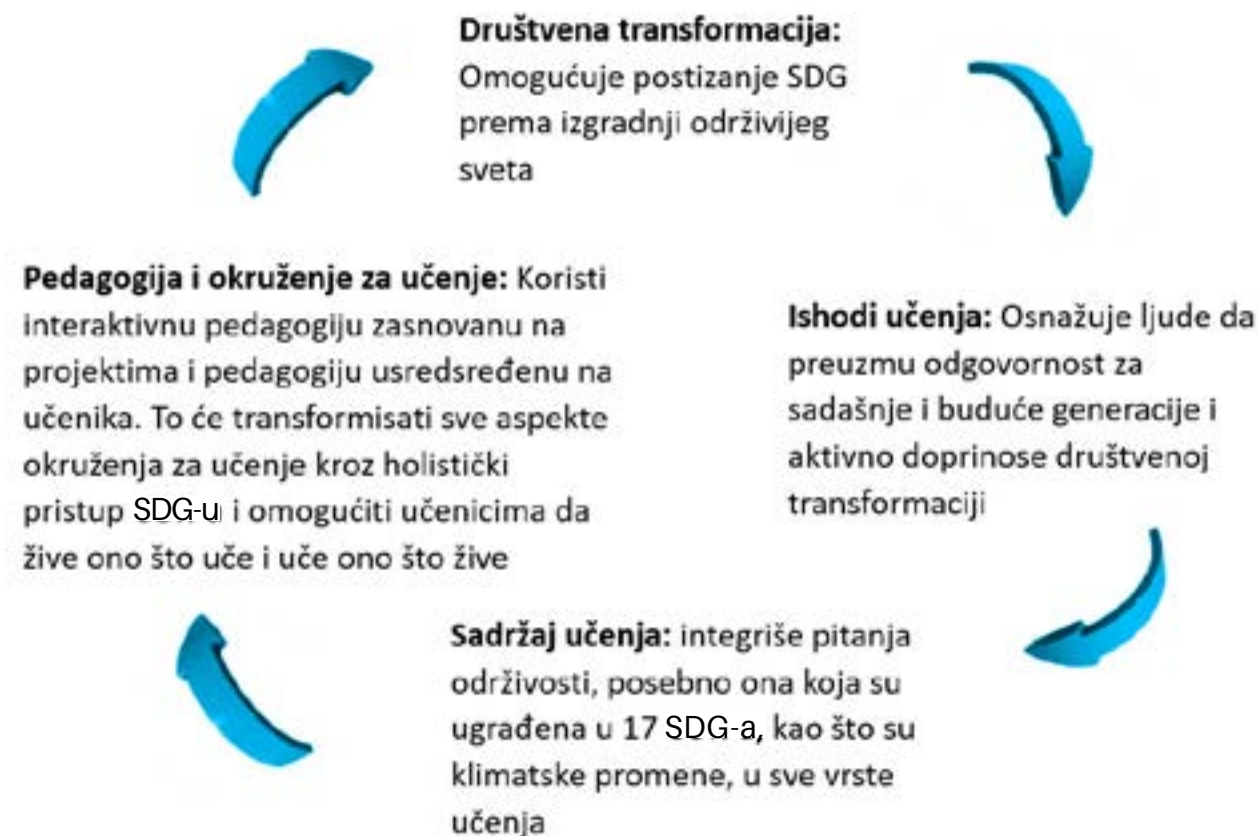 Društvena transformacija:
Omogućuje postizanje SDG
prema izgradnji održivijeg
sveta
Pedagogija i okruženje za učenje: Koristi
interaktivnu pedagogiju zasnovanu na
projektima i pedagogiju usredsređenu na
učenika. To će transformisati sve aspekte
okruženja za učenje kroz holistički
pristup SDG-u i omogućiti učenicima da
žive ono što uče i uče ono što žive
Ishodi učenja: Osnažuje ljude da
preuzmu odgovornost za
sadašnje i buduće generacije i
aktivno doprinose društvenoj
transformaciji
Sadržaj učenja: integriše pitanja
održivosti, posebno ona koja su
ugrađena u 17 SDG-a, kao što su
klimatske promene, u sve vrste
učenja